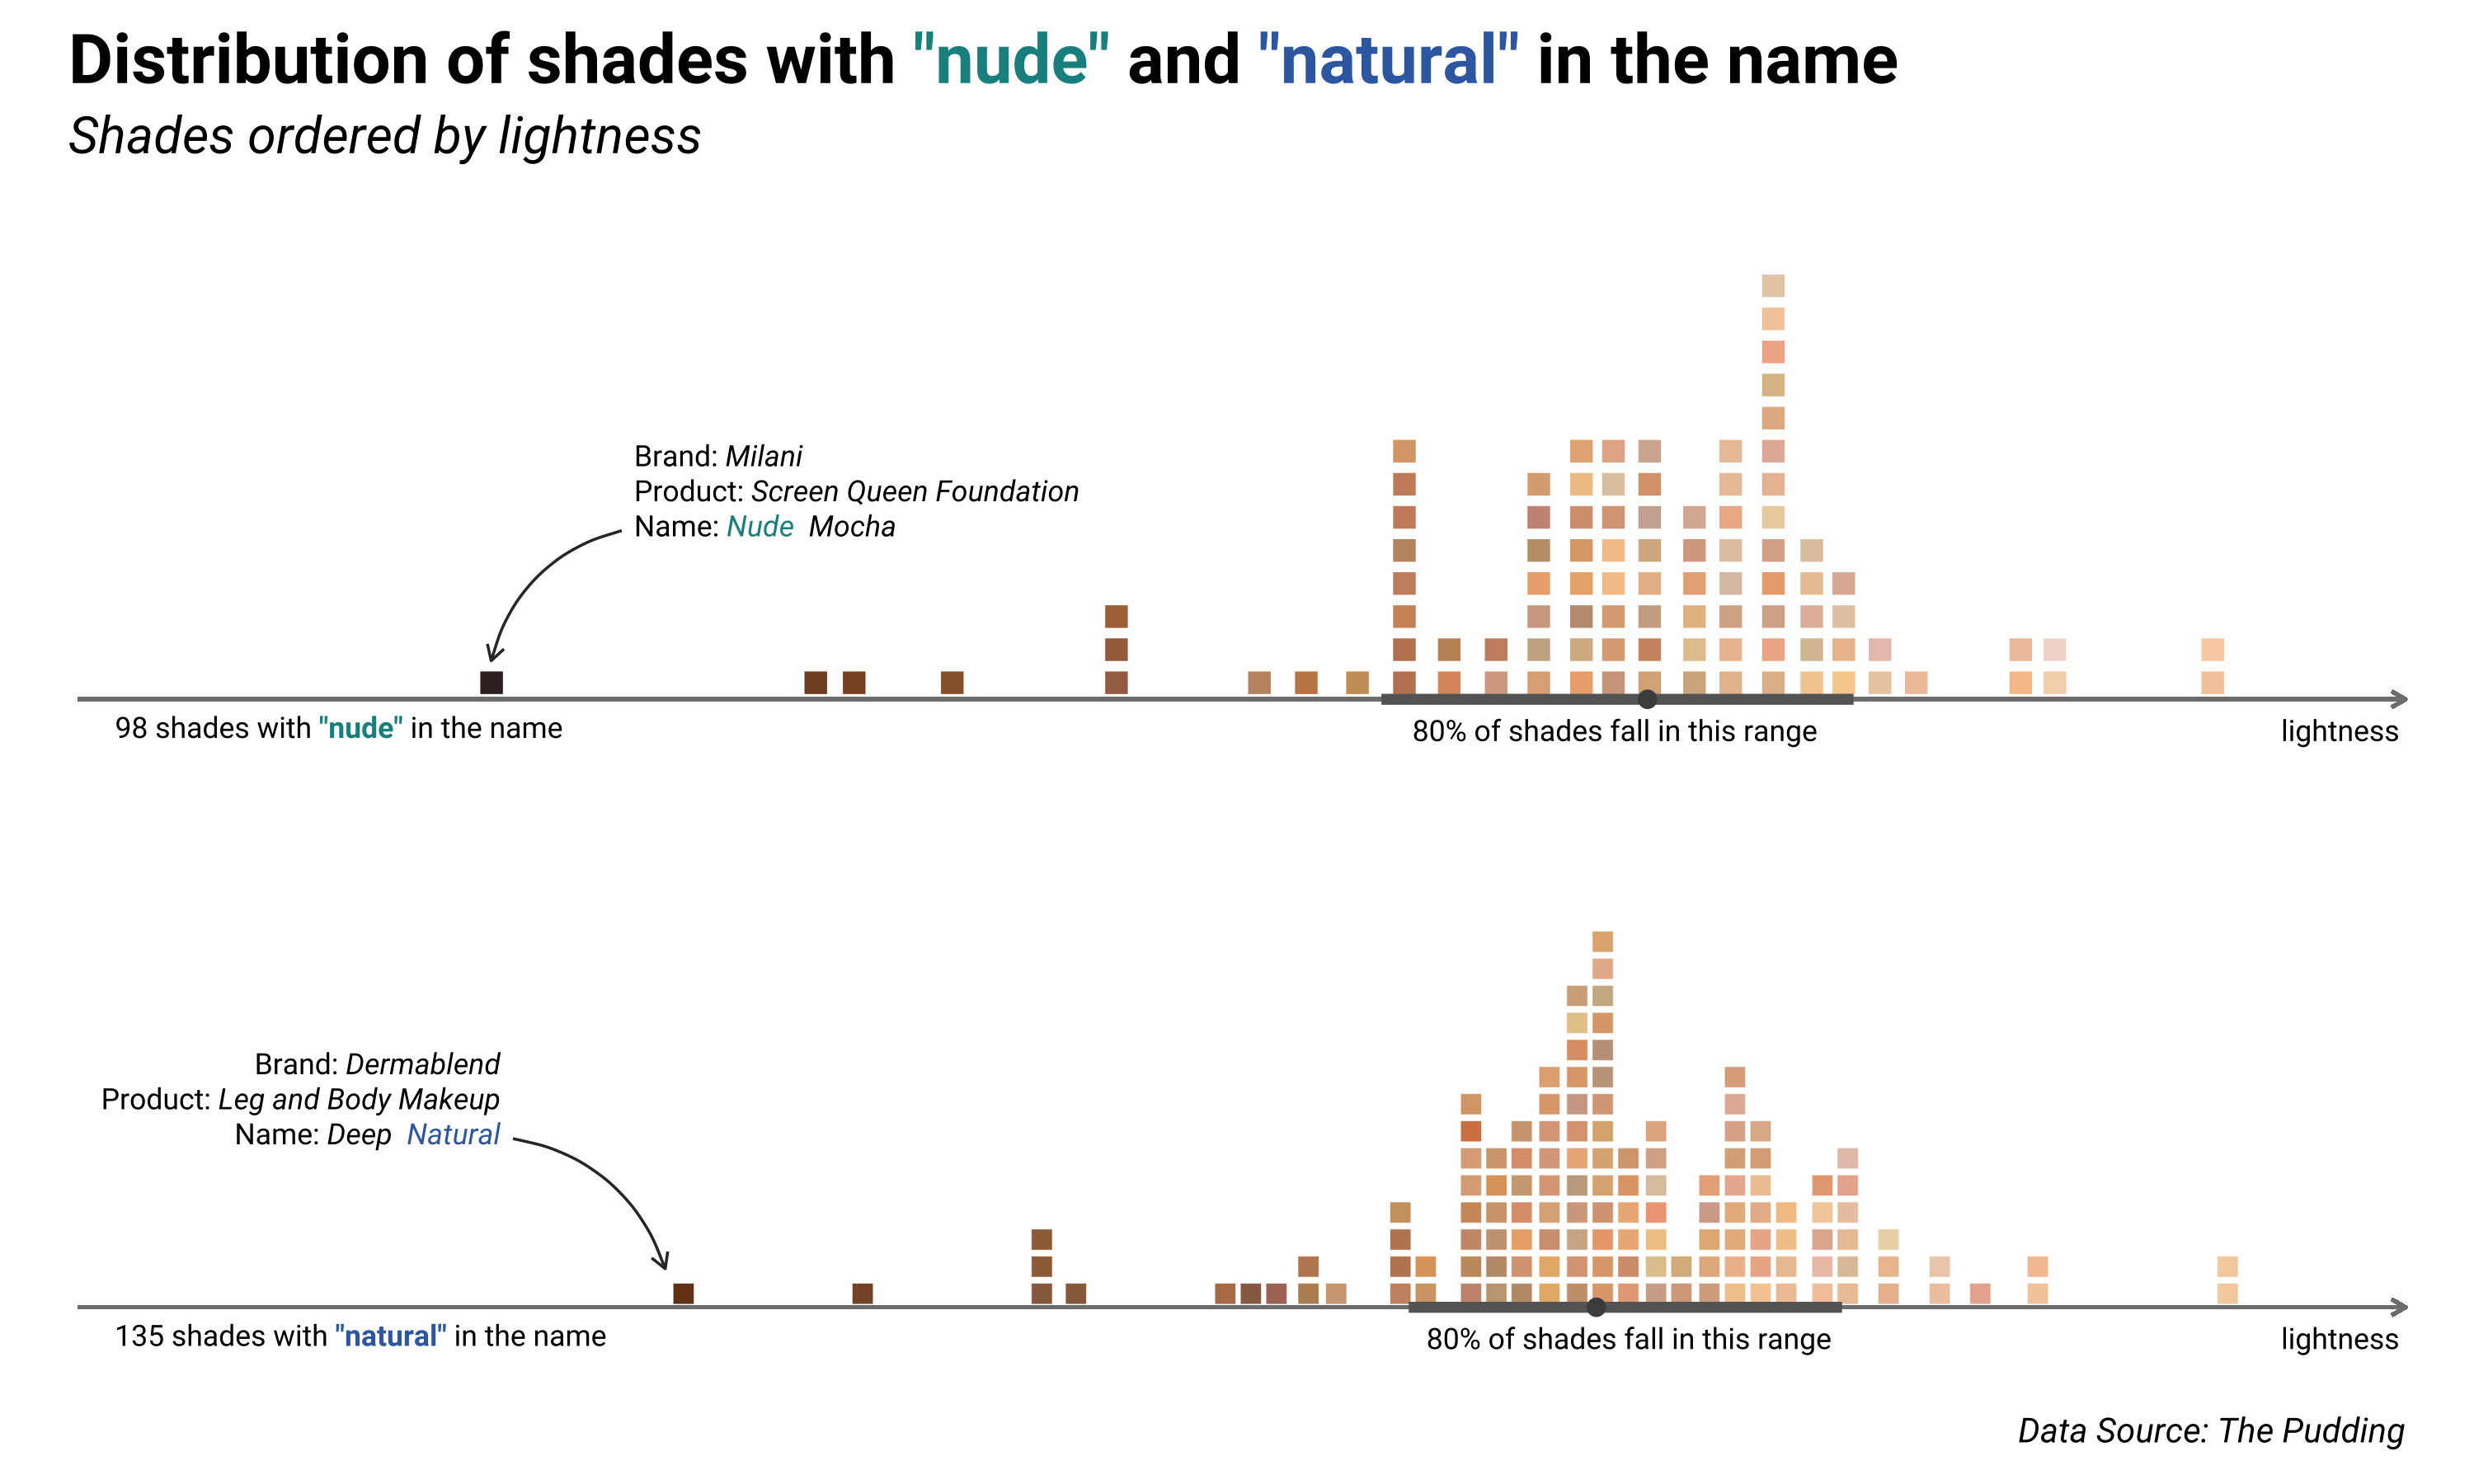 Distribution of shades with "nude" and "natural" in the name
Shades ordered by lightness
Brand: Milani
Product: Screen Queen Foundation
Name: Nude Mocha
98 shades with "nude" in the name
80% of shades fall in this range
lightness
Brand: Dermablend
Product: Leg and Body Makeup
Name: Deep Natural
135 shades with "natural" in the name
80% of shades fall in this range
lightness
Data Source: The Pudding